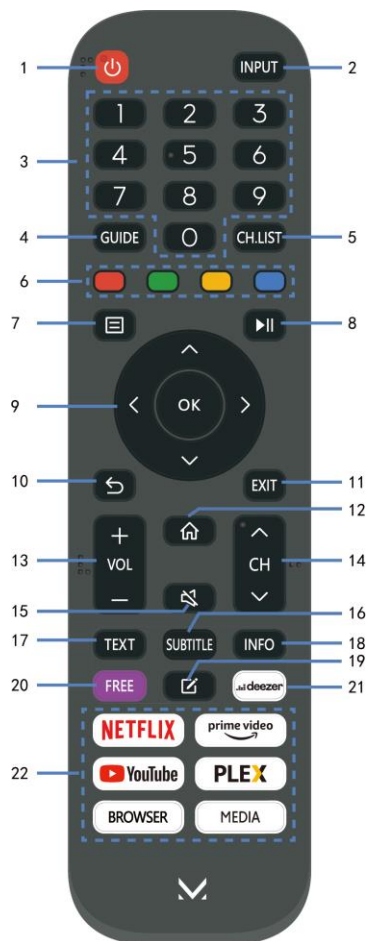 1
INPUT
2
1 2 3
3
4 5 6
7 8 9
4
GUIDE
0
CH.LIST
5
6
7
8
9
OK
10
EXIT
11
12
+
13
VOL
CH
14
–
15
16
17
TEXT
SUBTITLE
INFO
18
19
20
FREE
deezer
21
NETFLIX
prime video
22
YouTube
PLEX
BROWSER
MEDIA